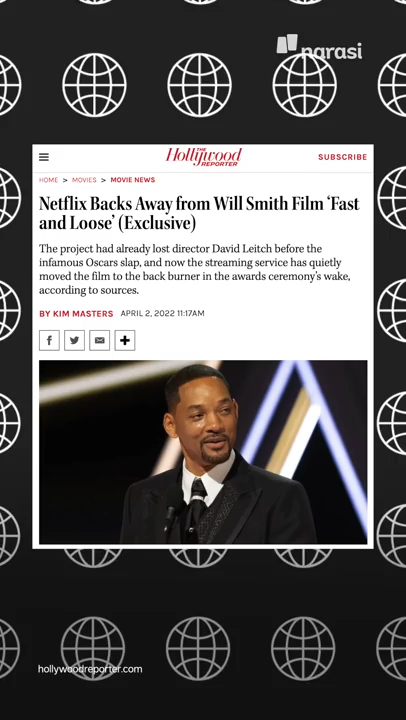 narasi
THE
Hollywood
REPORTER
SUBSCRIBE
HOME > MOVIES > MOVIE NEWS
Netflix Backs Away from Will Smith Film ‘Fast
and Loose’ (Exclusive)
The project had already lost director David Leitch before the
infamous Oscars slap, and now the streaming service has quietly
moved the film to the back burner in the awards ceremony’s wake,
according to sources.
BY KIM MASTERS APRIL 2, 2022 11:17AM
hollywoodreporter.com